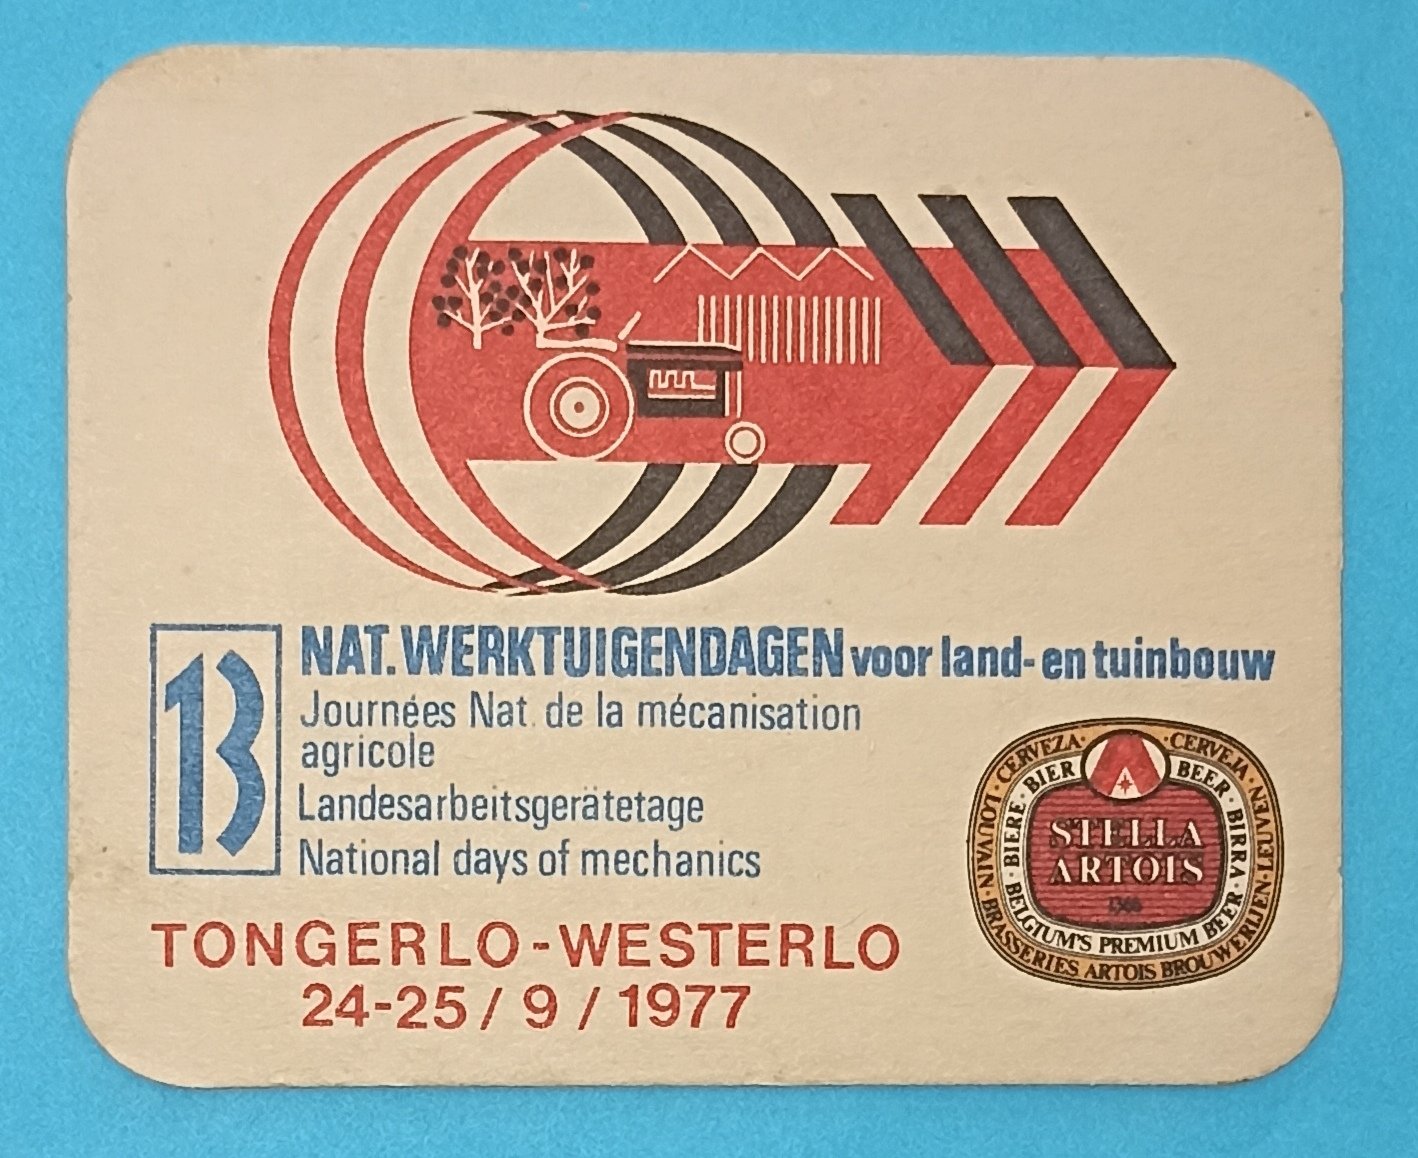 13
NAT. WERKTUIGENDAGEN voor land- en tuinbouw
Journées Nat. de la mécanisation
agricole
Landesarbeitsgerätetage
National days of mechanics
TONGERLO-WESTERLO
24-25 / 9 / 1977
LOUVAIN · CERVEZA · CERVEJA · LEUVEN
BIERE · BIER BEER · BIRRA
STELLA
ARTOIS
BELGIUM'S PREMIUM BEER
BRASSERIES ARTOIS BROUWERIJEN